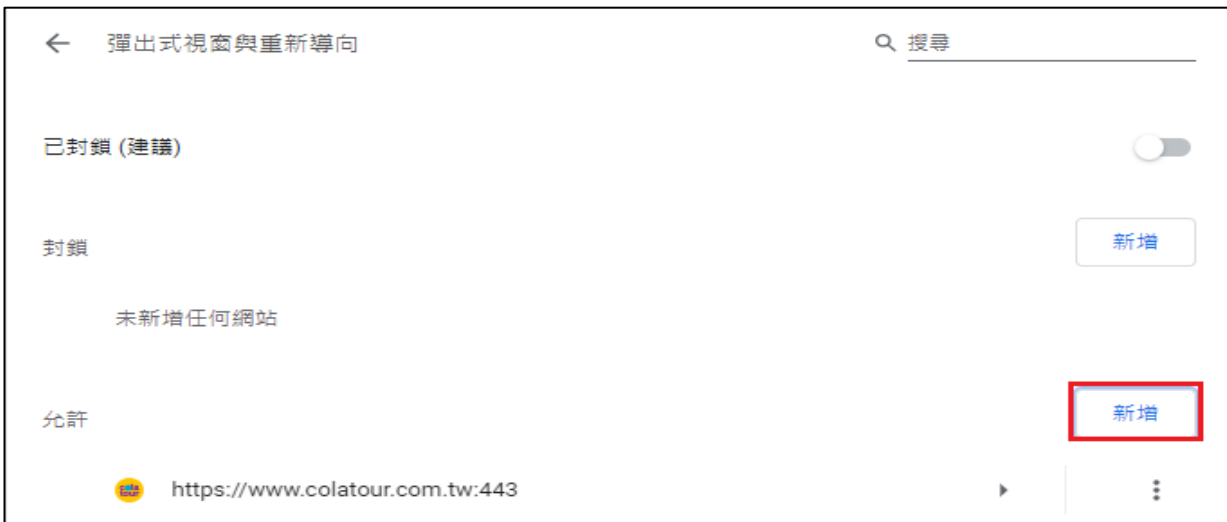 彈出式視窗與重新導向
搜尋
已封鎖 (建議)
封鎖
新增
未新增任何網站
允許
新增
cola tour
https://www.colatour.com.tw:443